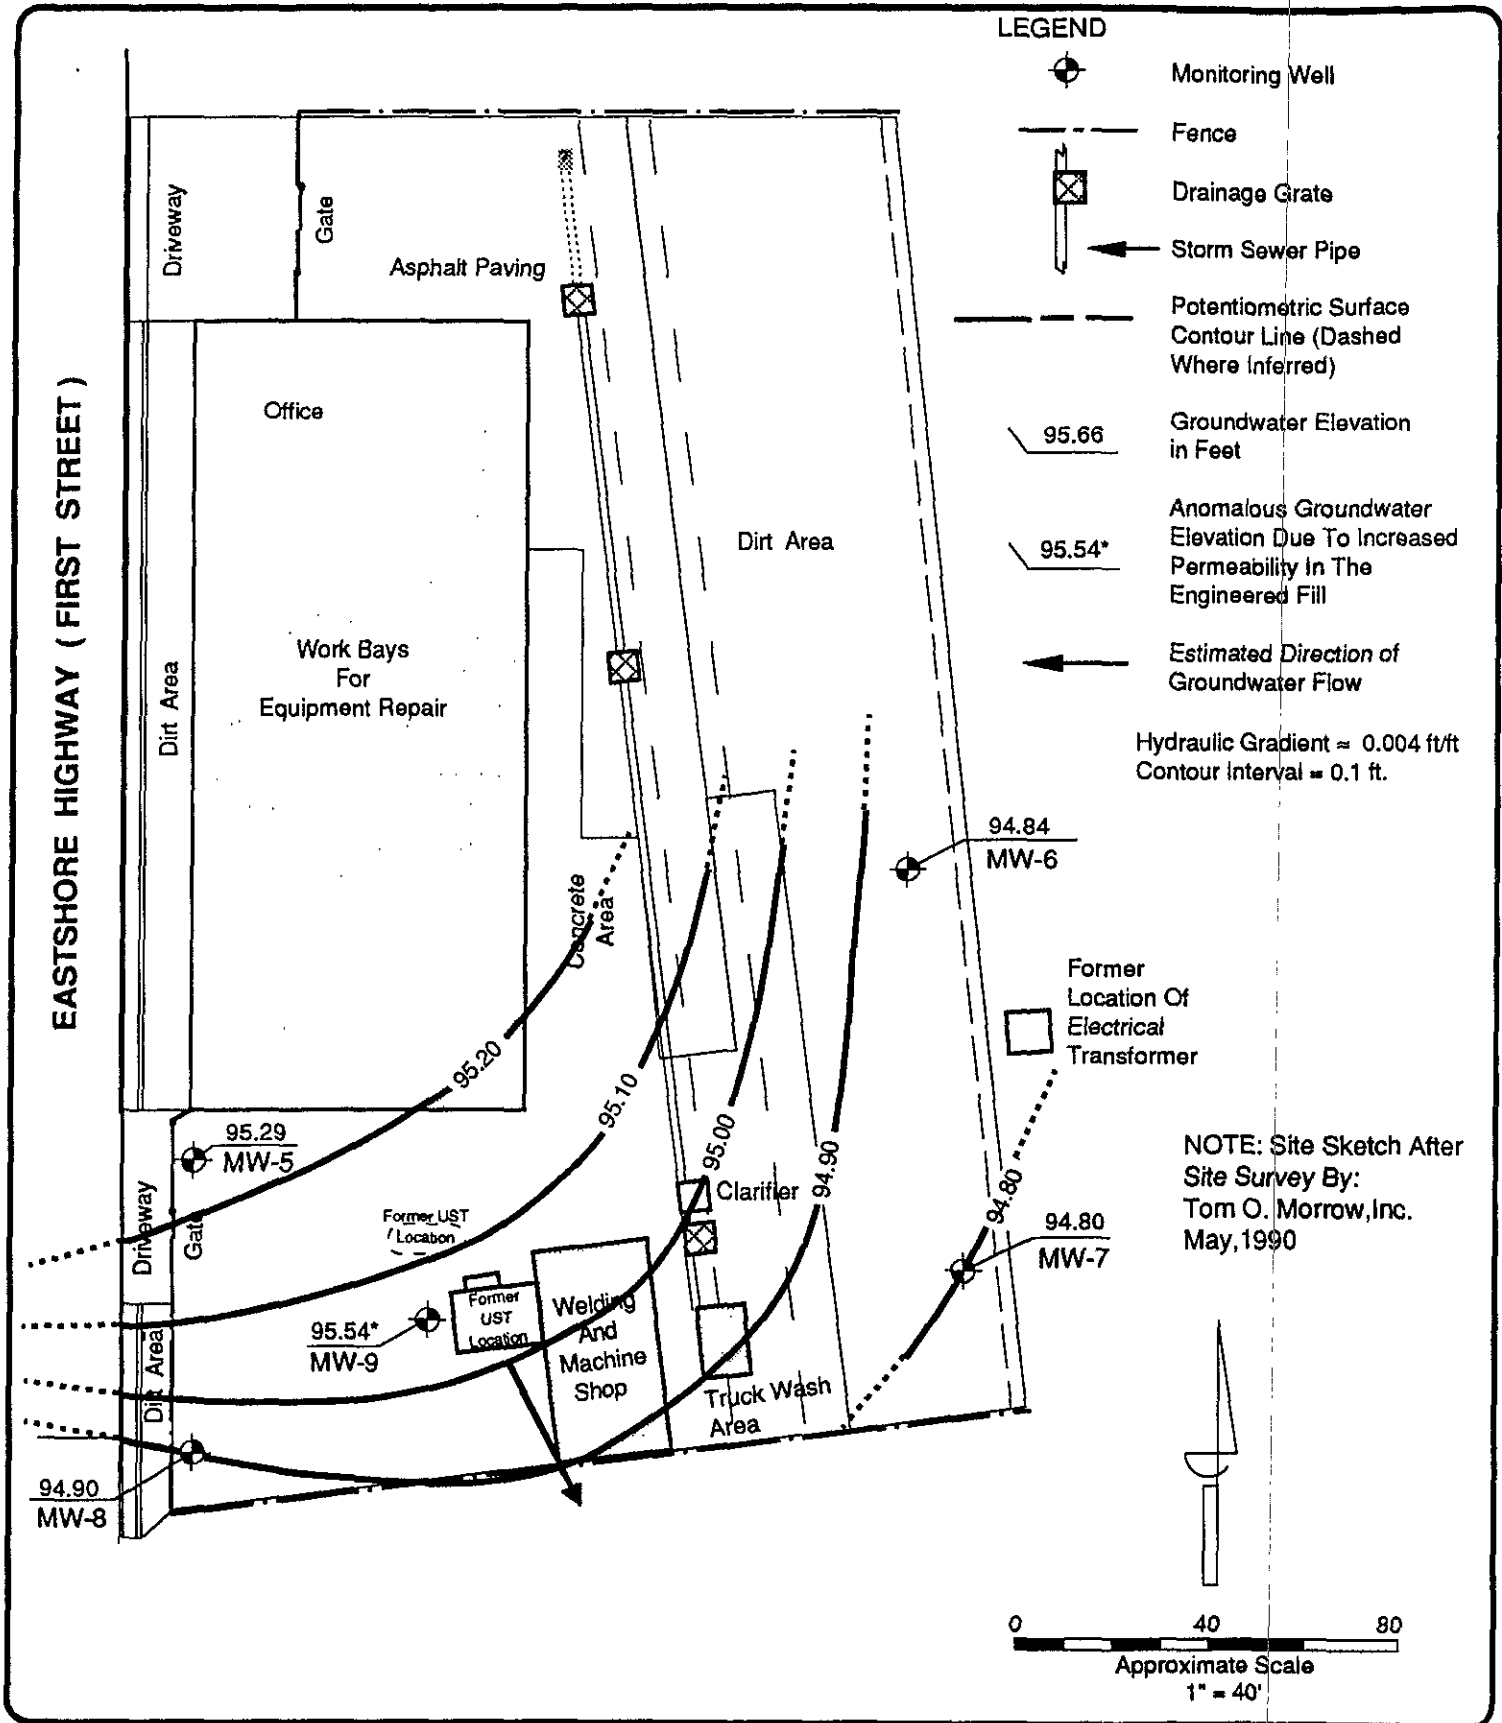 LEGEND
Monitoring Well
Fence
Drainage Grate
Storm Sewer Pipe
Potentiometric Surface
Contour Line (Dashed
Where Inferred)
95.66
Groundwater Elevation
in Feet
95.54*
Anomalous Groundwater
Elevation Due To Increased
Permeability In The
Engineered Fill
Estimated Direction of
Groundwater Flow
Hydraulic Gradient ≈ 0.004 ft/ft
Contour Interval = 0.1 ft.
EASTSHORE HIGHWAY ( FIRST STREET )
Driveway
Gate
Asphalt Paving
Office
Dirt Area
Work Bays
For
Equipment Repair
Dirt Area
Concrete
Area
94.84
MW-6
Former
Location Of
Electrical
Transformer
95.20
95.10
95.00
94.90
94.80
95.29
MW-5
Driveway
Gate
Former UST
Location
Clarifier
94.80
MW-7
NOTE: Site Sketch After
Site Survey By:
Tom O. Morrow,Inc.
May,1990
Former
UST
Location
Welding
And
Machine
Shop
95.54*
MW-9
Dirt Area
Truck Wash
Area
94.90
MW-8
0 40 80
Approximate Scale
1" = 40'